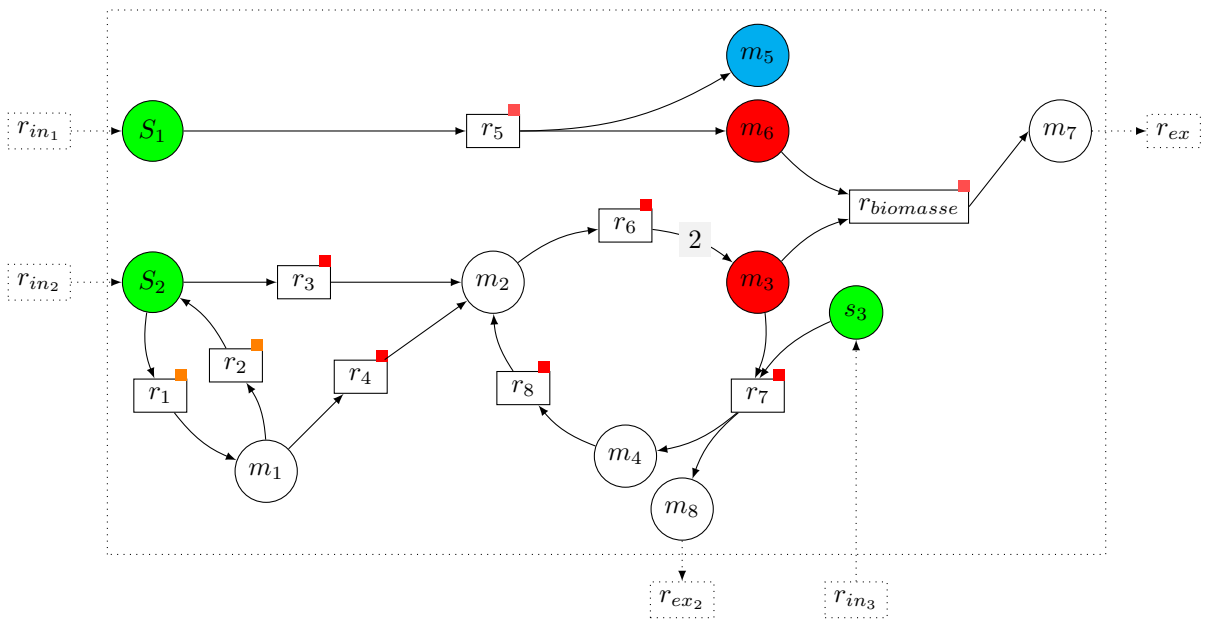 m5
r_in1 S1 r5 m6 m7 r_ex
r_biomasse
r6 2
r_in2 S2 r3 m2 m3
s3
r2 r4 r8
r1 r7
m1 m4
m8
r_ex2 r_in3